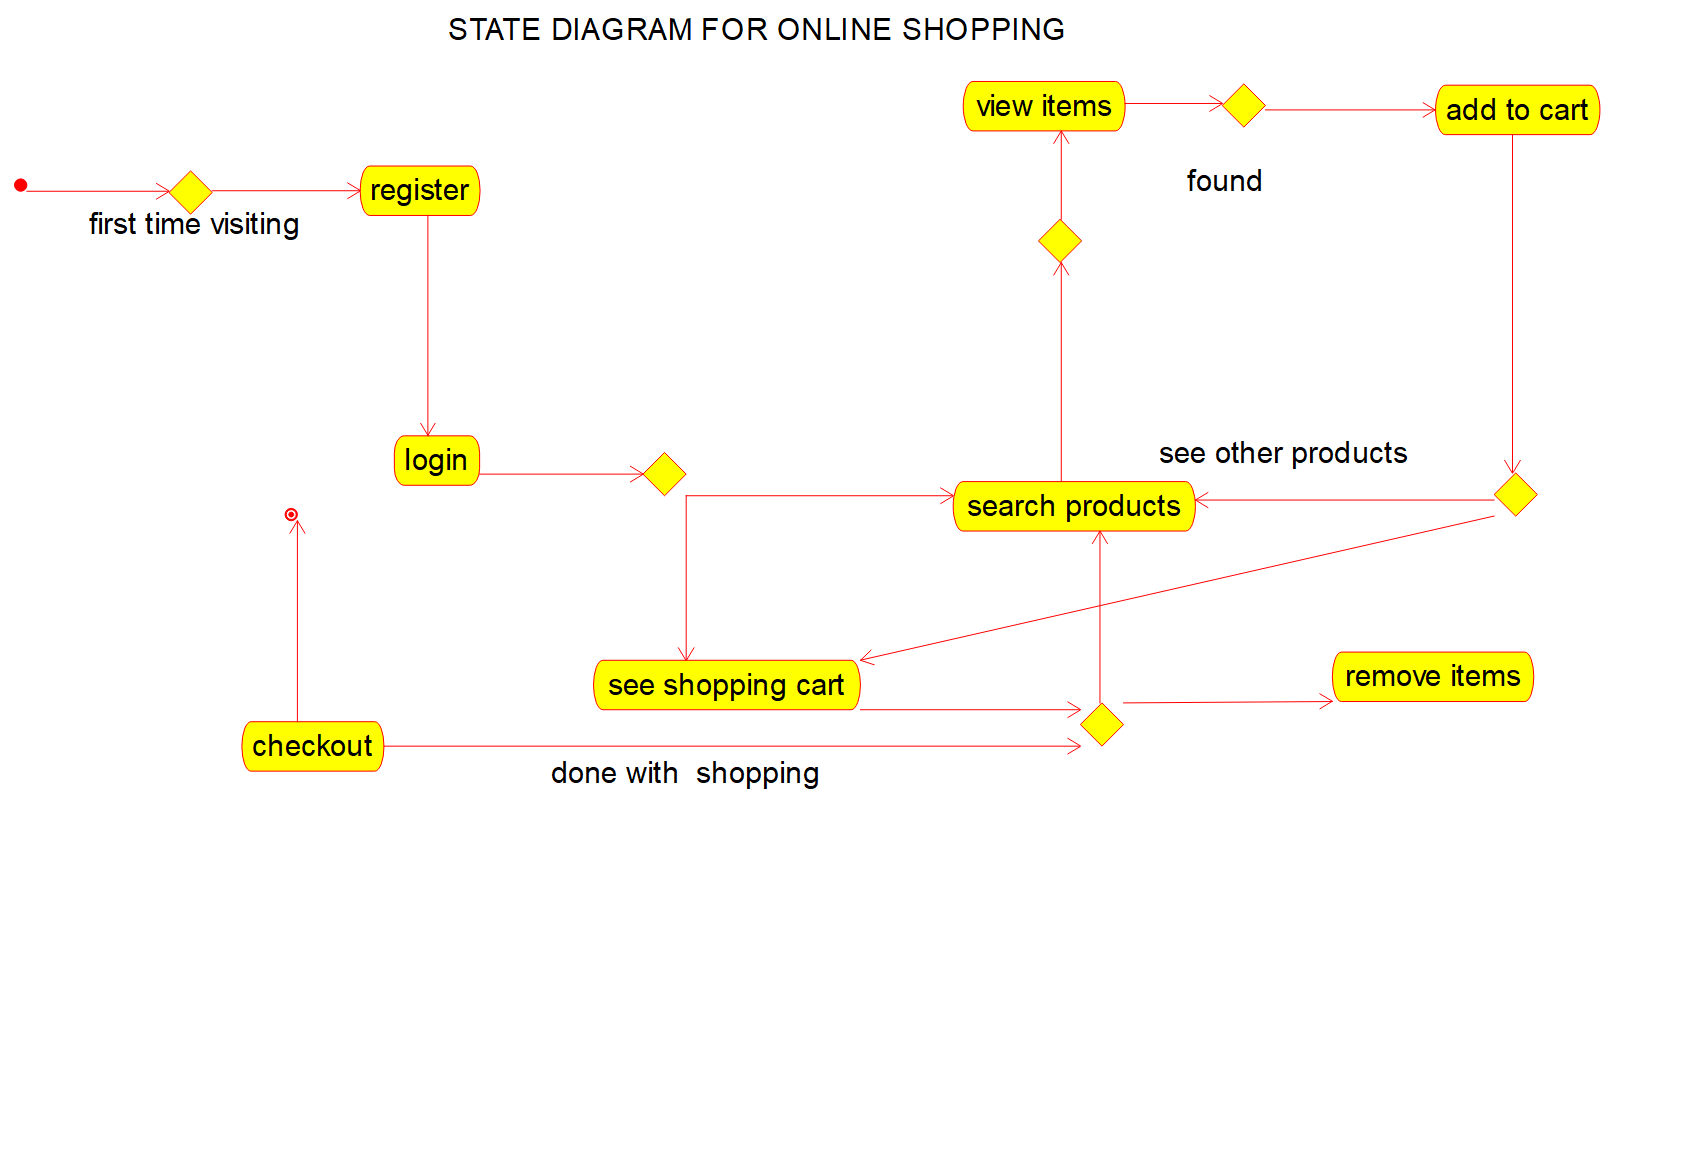 STATE DIAGRAM FOR ONLINE SHOPPING
view items
add to cart
register
found
first time visiting
login
see other products
search products
see shopping cart
remove items
checkout
done with  shopping